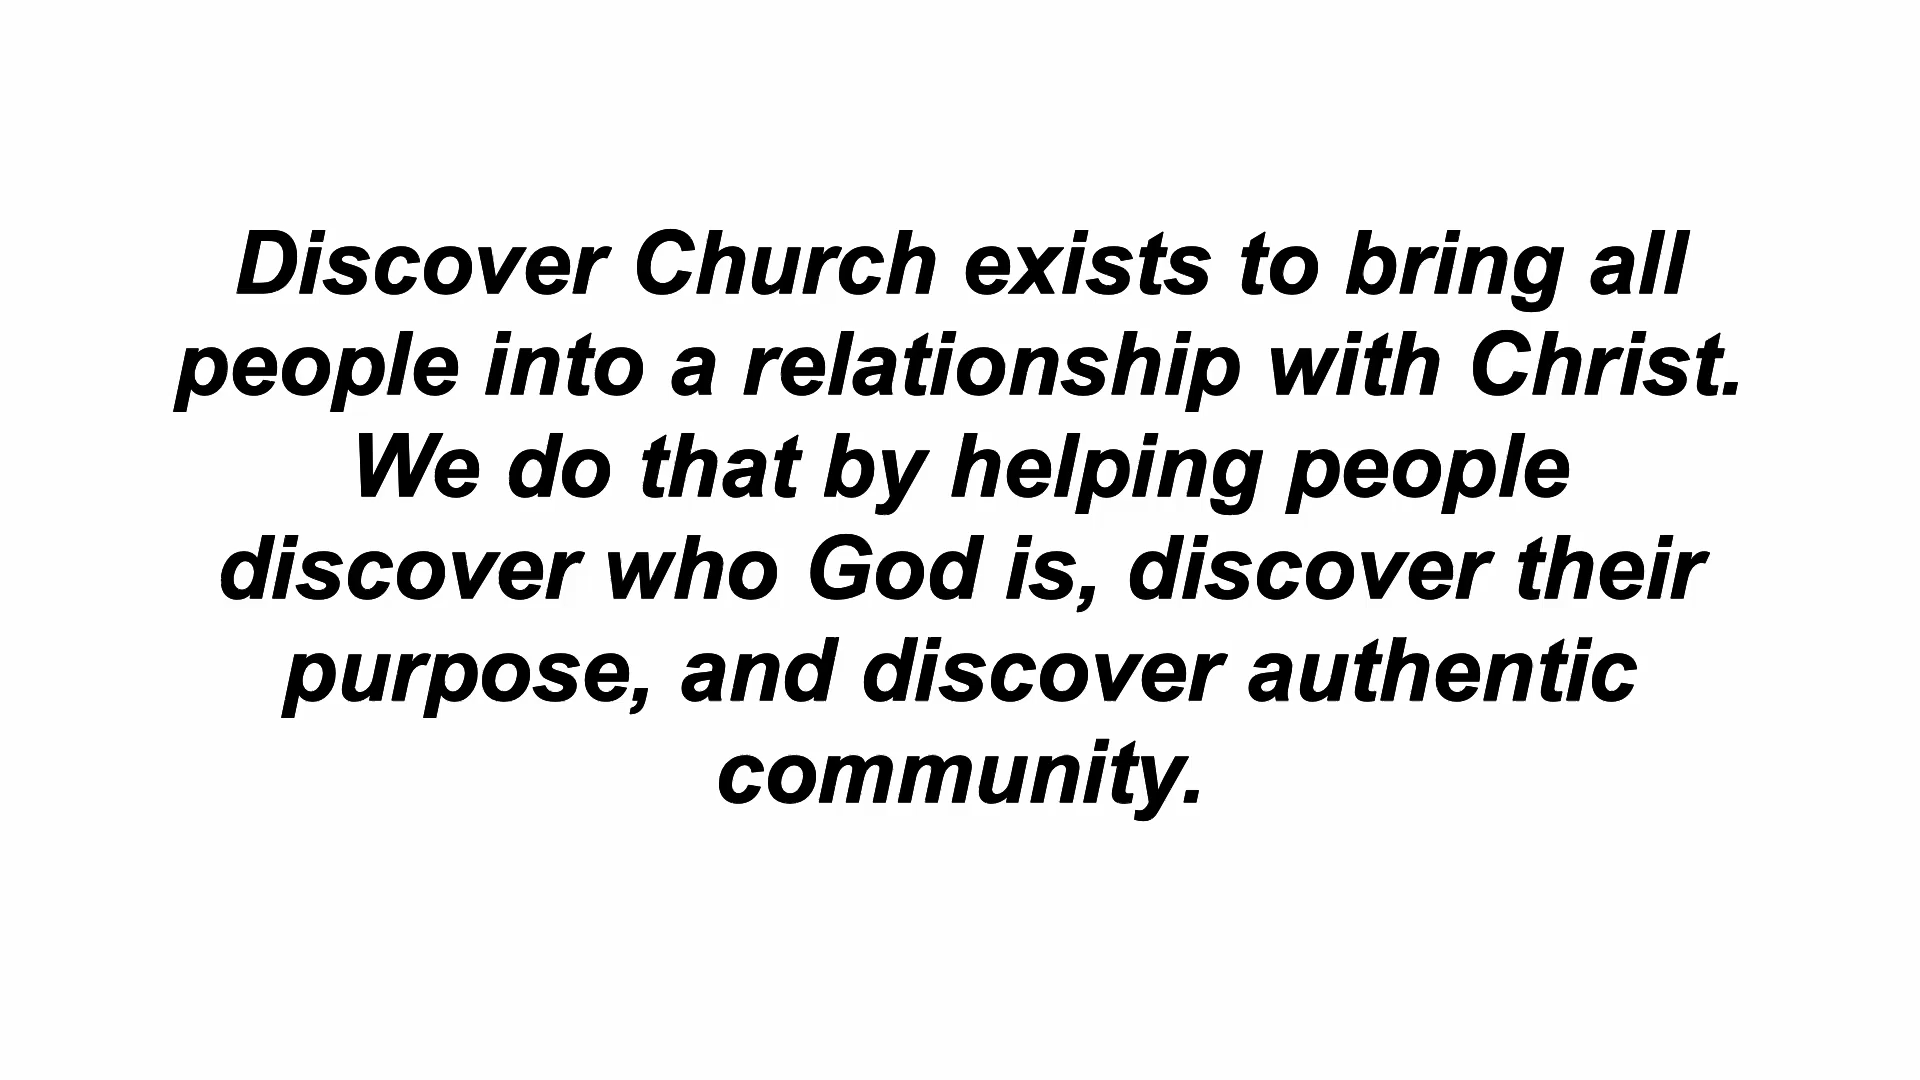 Discover Church exists to bring all
people into a relationship with Christ.
We do that by helping people
discover who God is, discover their
purpose, and discover authentic
community.